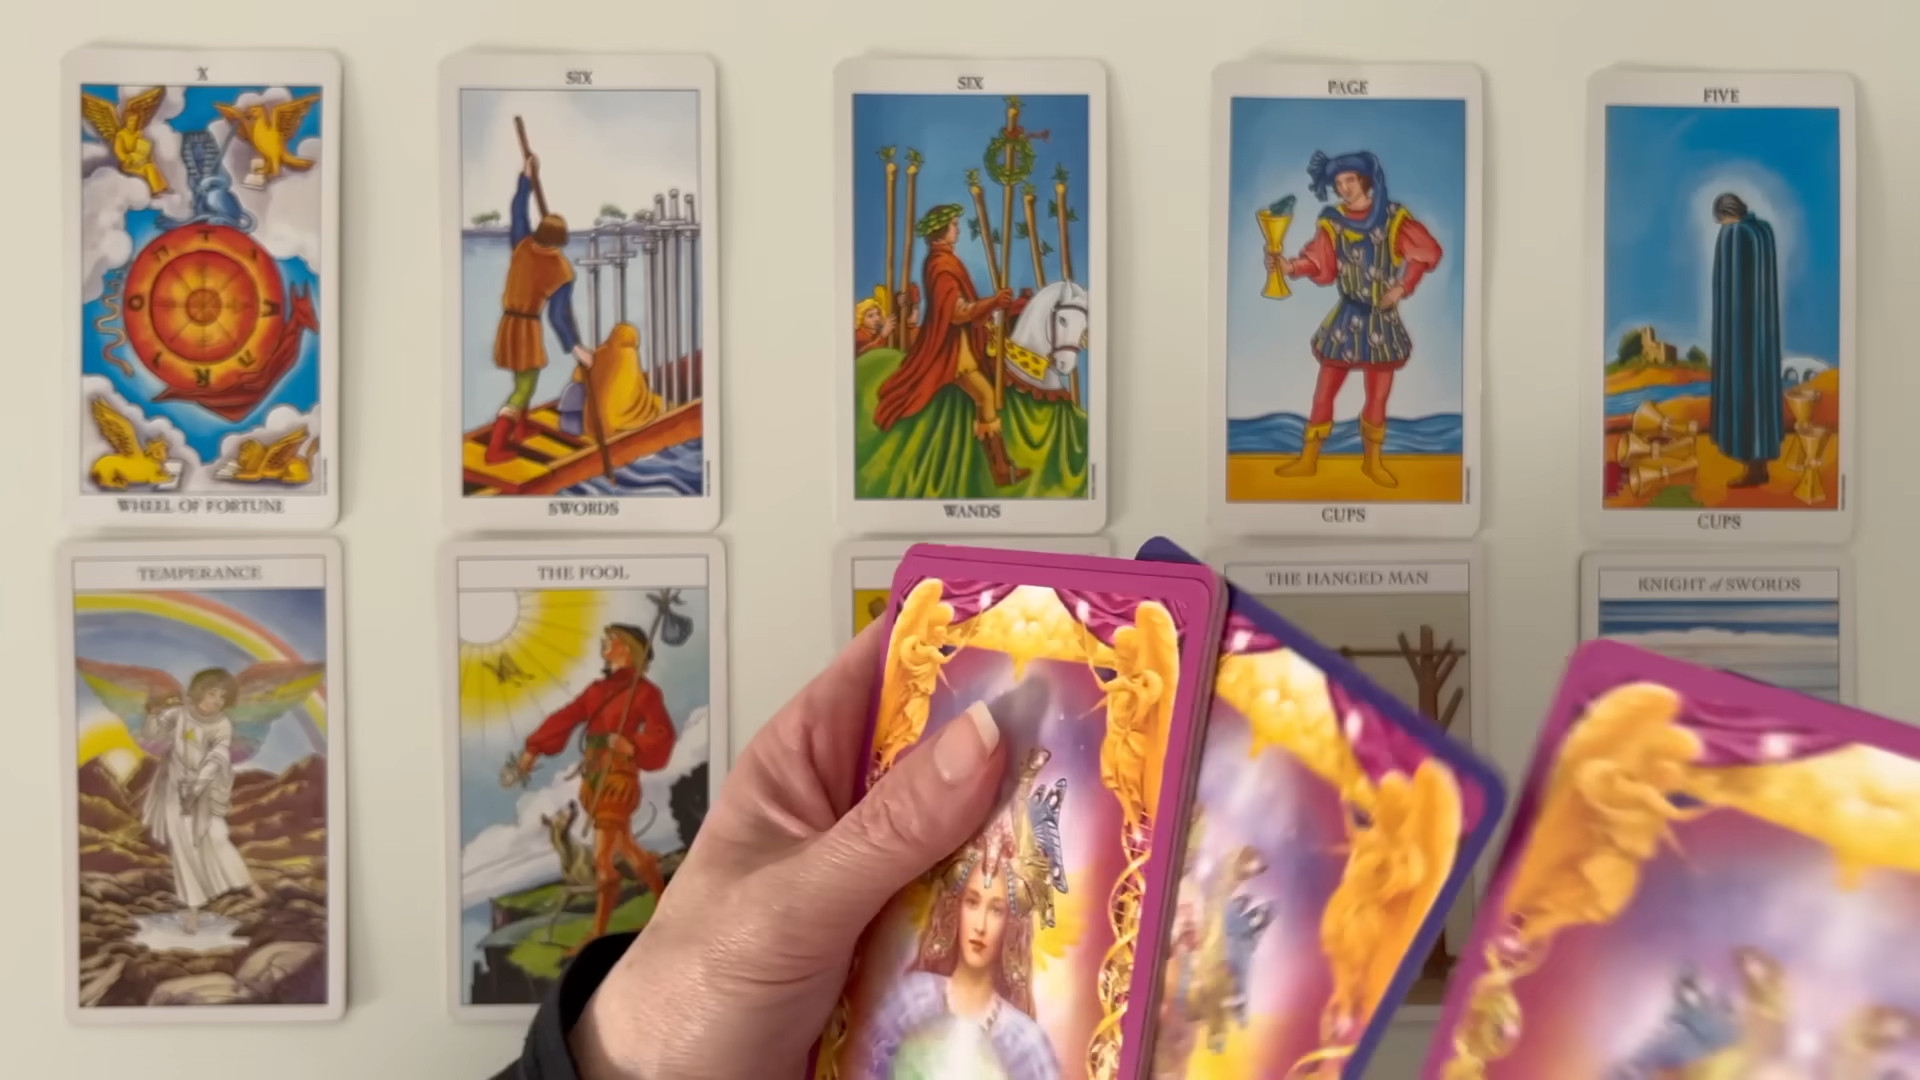 X
WHEEL OF FORTUNE
SIX
SWORDS
SIX
WANDS
PAGE
CUPS
FIVE
CUPS
TEMPERANCE
THE FOOL
THE HANGED MAN
KNIGHT of SWORDS